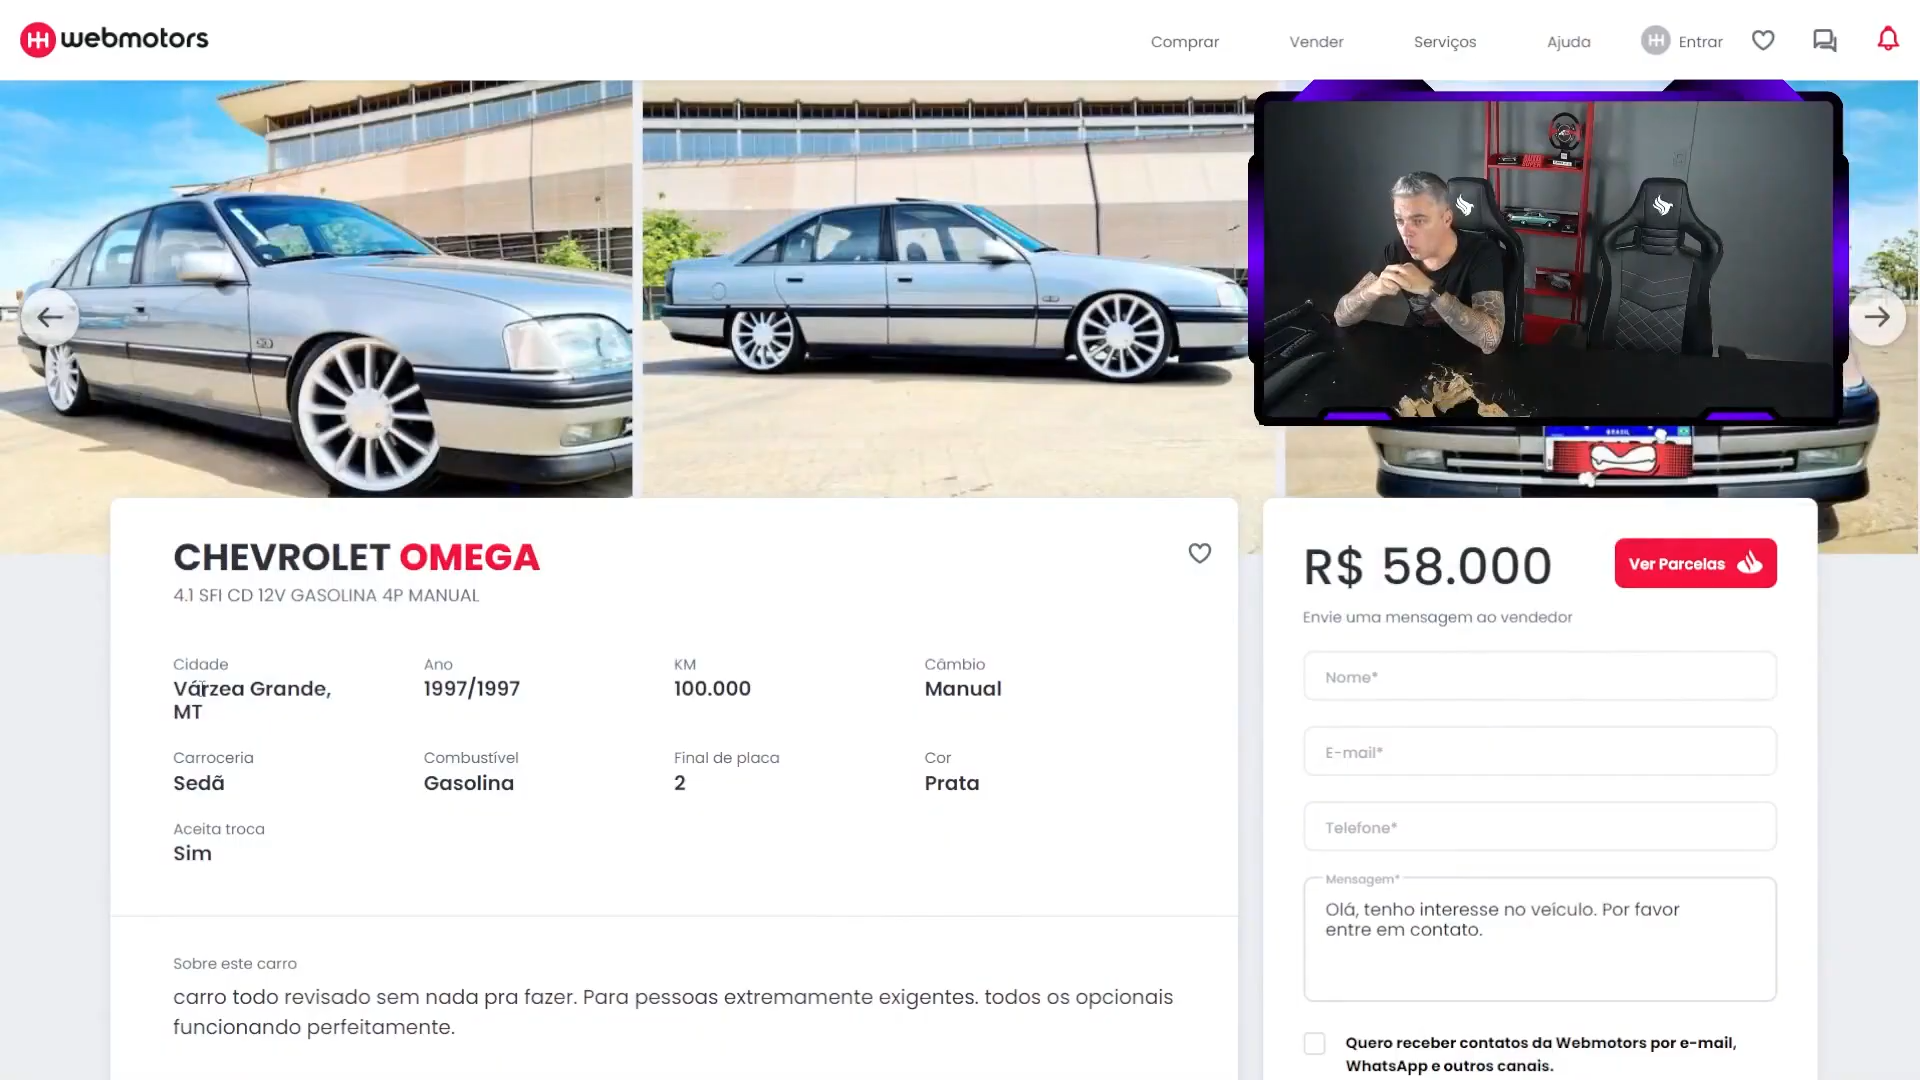 webmotors
Comprar
Vender
Serviços
Ajuda
Entrar
BRASIL
CHEVROLET OMEGA
4.1 SFI CD 12V GASOLINA 4P MANUAL
Cidade
Várzea Grande,
MT
Ano
1997/1997
KM
100.000
Câmbio
Manual
Carroceria
Sedã
Combustível
Gasolina
Final de placa
2
Cor
Prata
Aceita troca
Sim
Sobre este carro
carro todo revisado sem nada pra fazer. Para pessoas extremamente exigentes. todos os opcionais
funcionando perfeitamente.
R$ 58.000
Ver Parcelas
Envie uma mensagem ao vendedor
Nome*
E-mail*
Telefone*
Mensagem*
Olá, tenho interesse no veículo. Por favor
entre em contato.
Quero receber contatos da Webmotors por e-mail,
WhatsApp e outros canais.